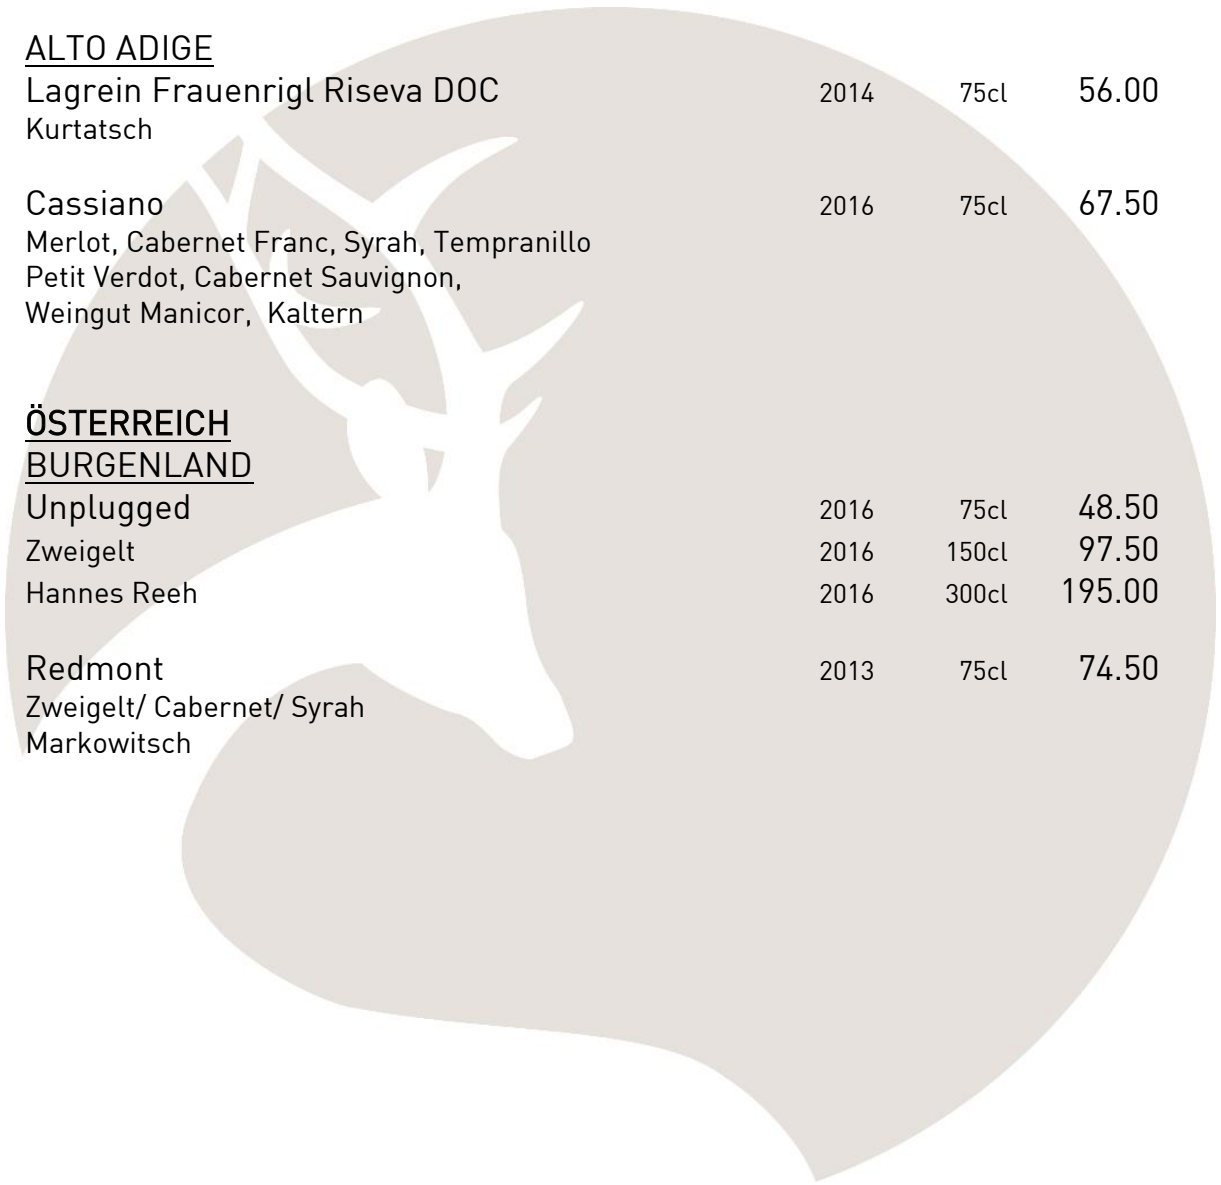 ALTO ADIGE
Lagrein Frauenrigl Riseva DOC 2014 75cl 56.00
Kurtatsch
Cassiano 2016 75cl 67.50
Merlot, Cabernet Franc, Syrah, Tempranillo
Petit Verdot, Cabernet Sauvignon,
Weingut Manicor, Kaltern
ÖSTERREICH
BURGENLAND
Unplugged 2016 75cl 48.50
Zweigelt 2016 150cl 97.50
Hannes Reeh 2016 300cl 195.00
Redmont 2013 75cl 74.50
Zweigelt/ Cabernet/ Syrah
Markowitsch